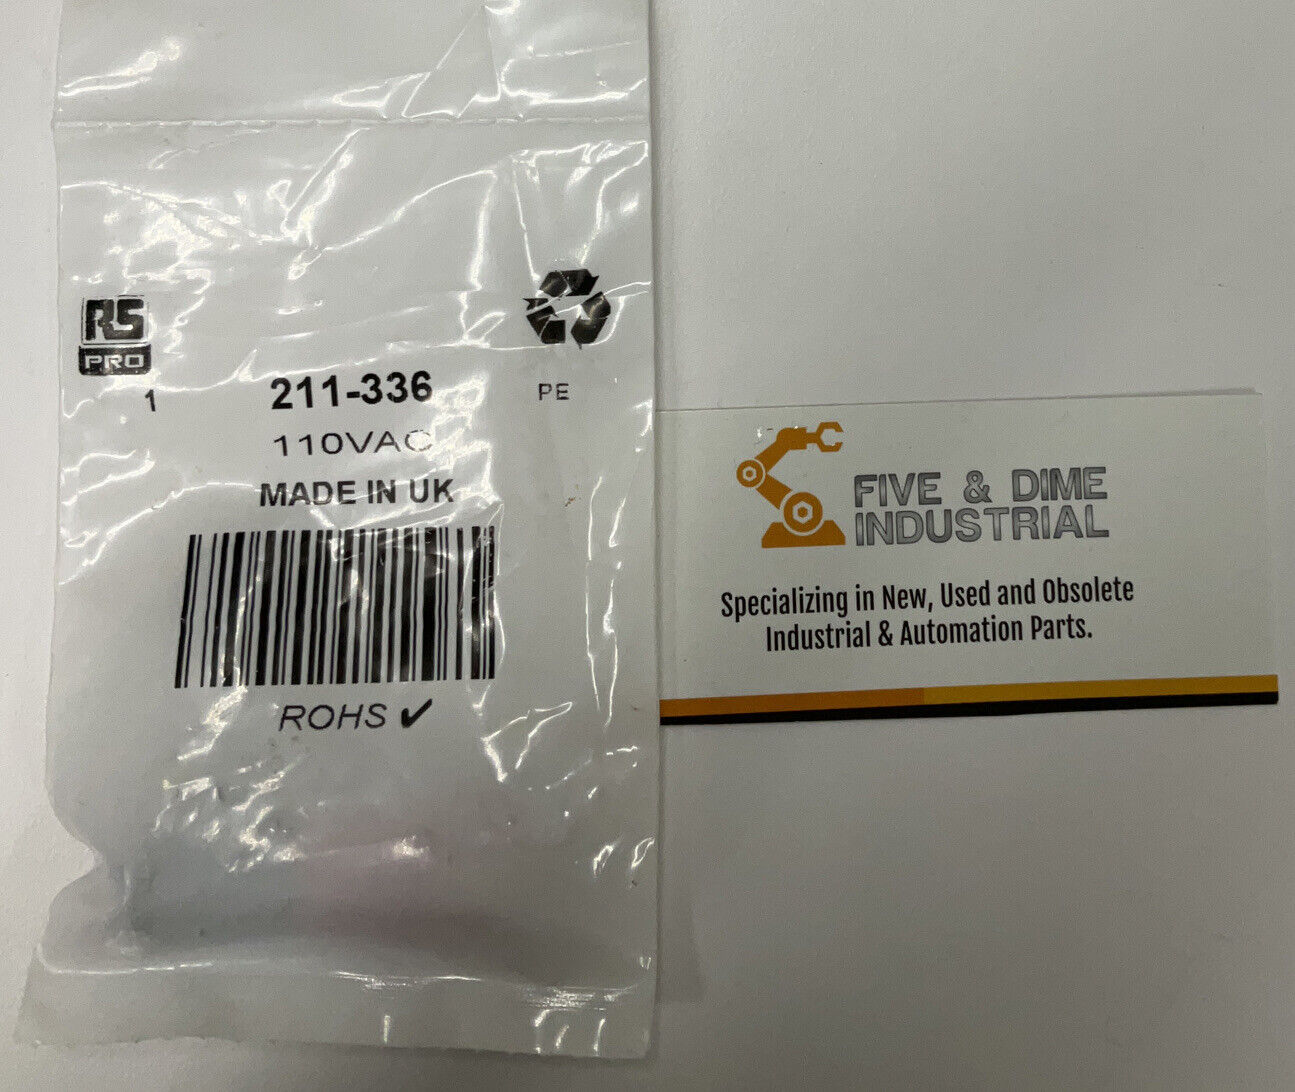 RS
PRO
1
211-336
110VAC
MADE IN UK
ROHS ✓
PE
FIVE & DIME
INDUSTRIAL
Specializing in New, Used and Obsolete
Industrial & Automation Parts.